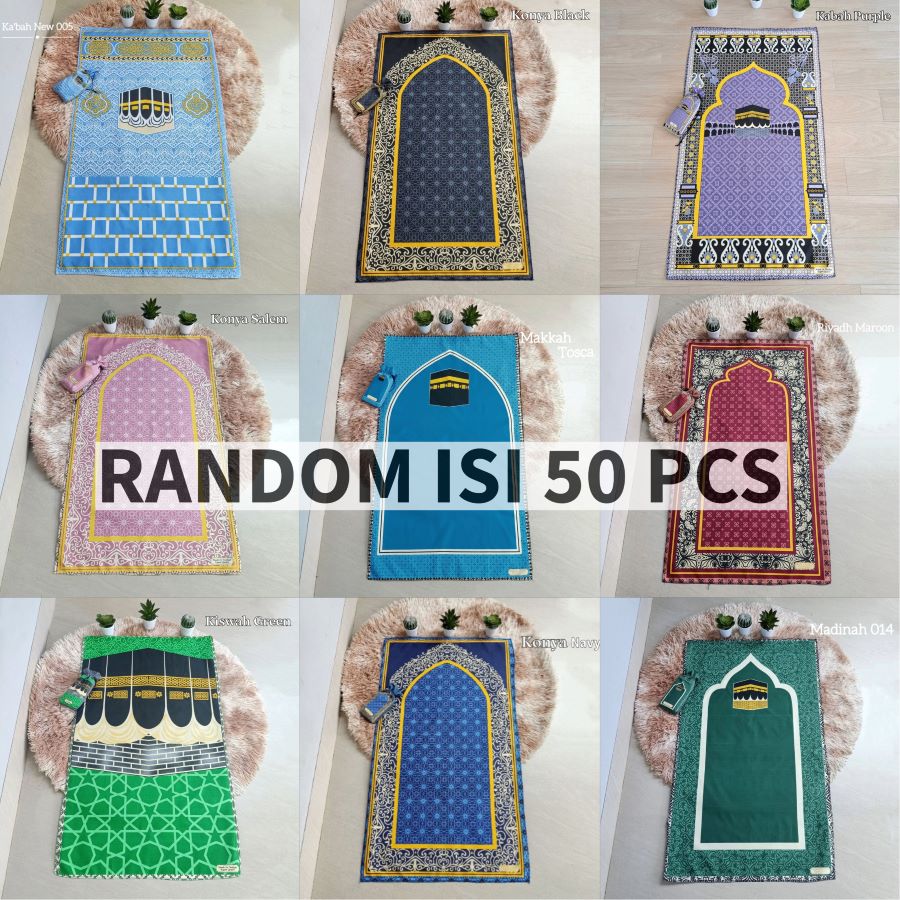 Ka'bah New 005
Konya Black
Kabah Purple
Konya Salem
Makkah
Tosca
Riyadh Maroon
RANDOM ISI 50 PCS
Kiswah Green
Konya Navy
Madinah 014